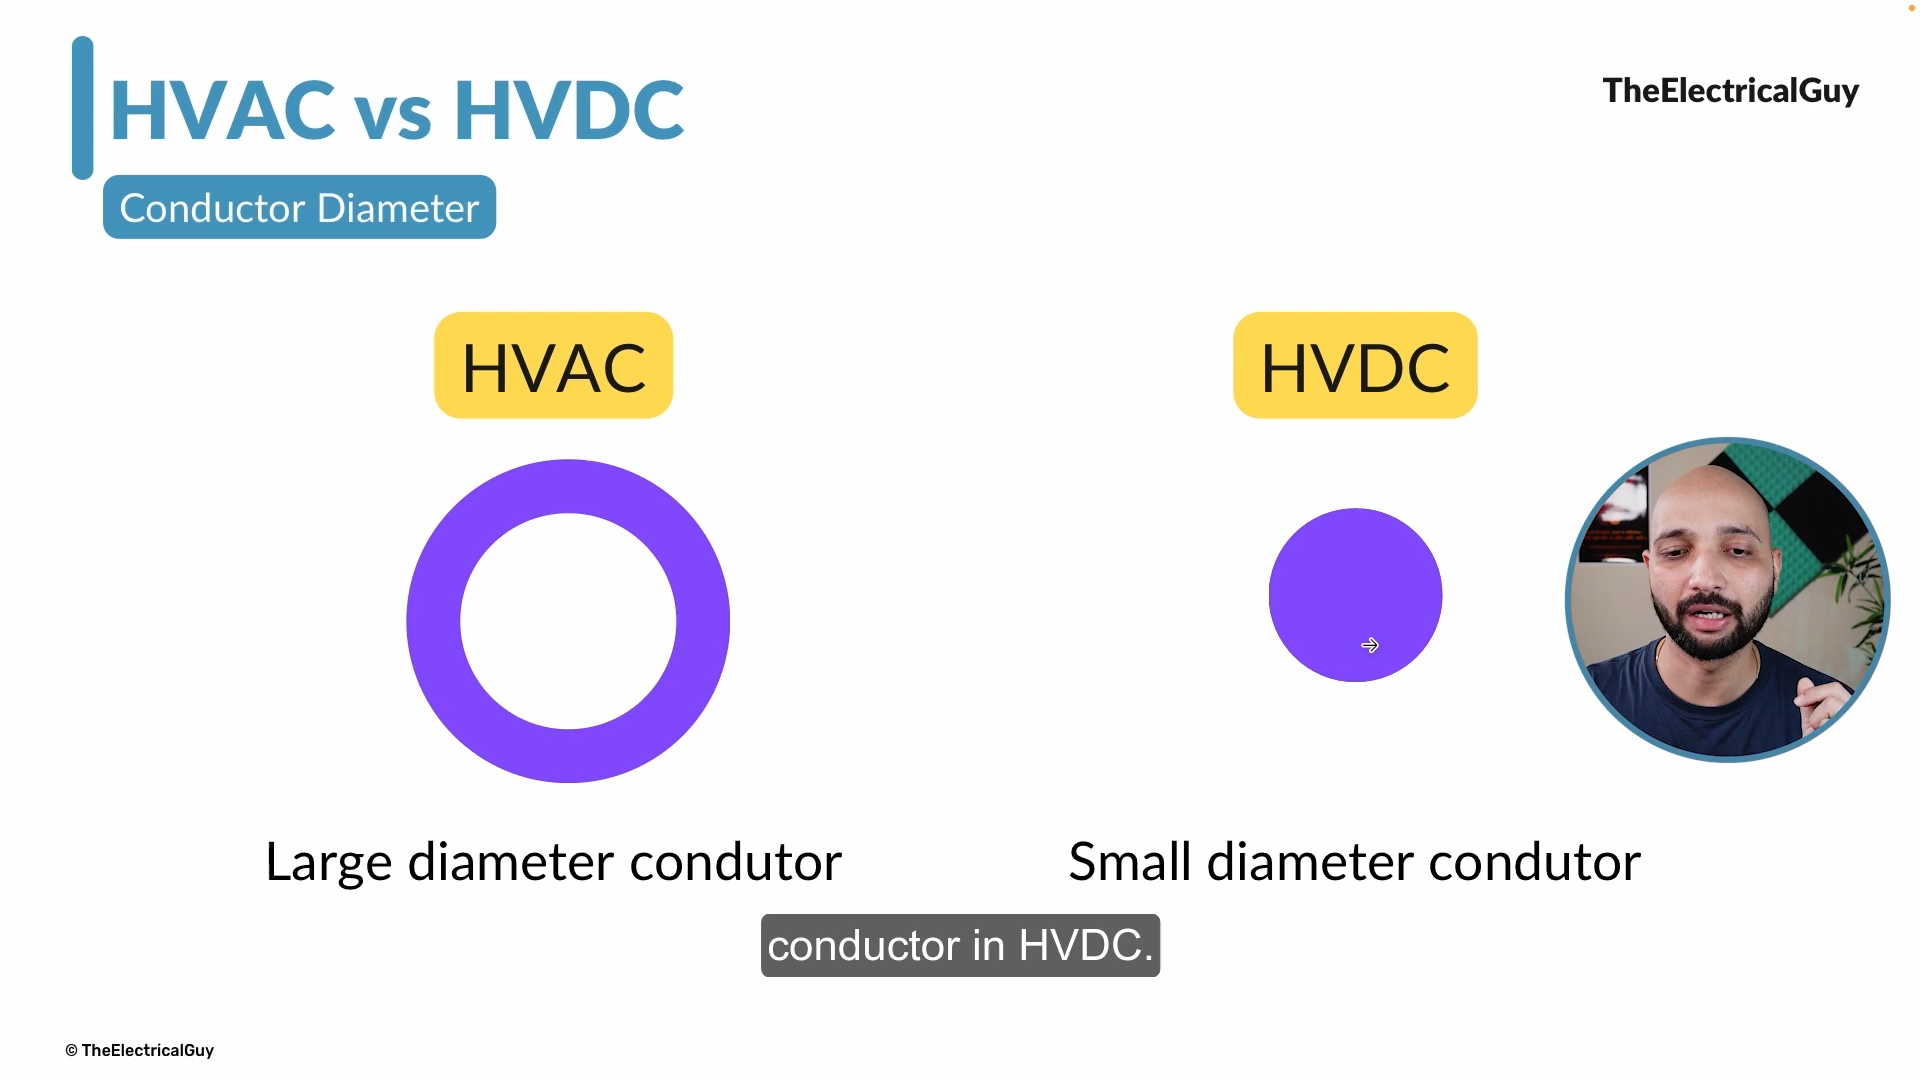 HVAC vs HVDC
TheElectricalGuy
Conductor Diameter
HVAC
HVDC
Large diameter condutor
Small diameter condutor
conductor in HVDC.
© TheElectricalGuy